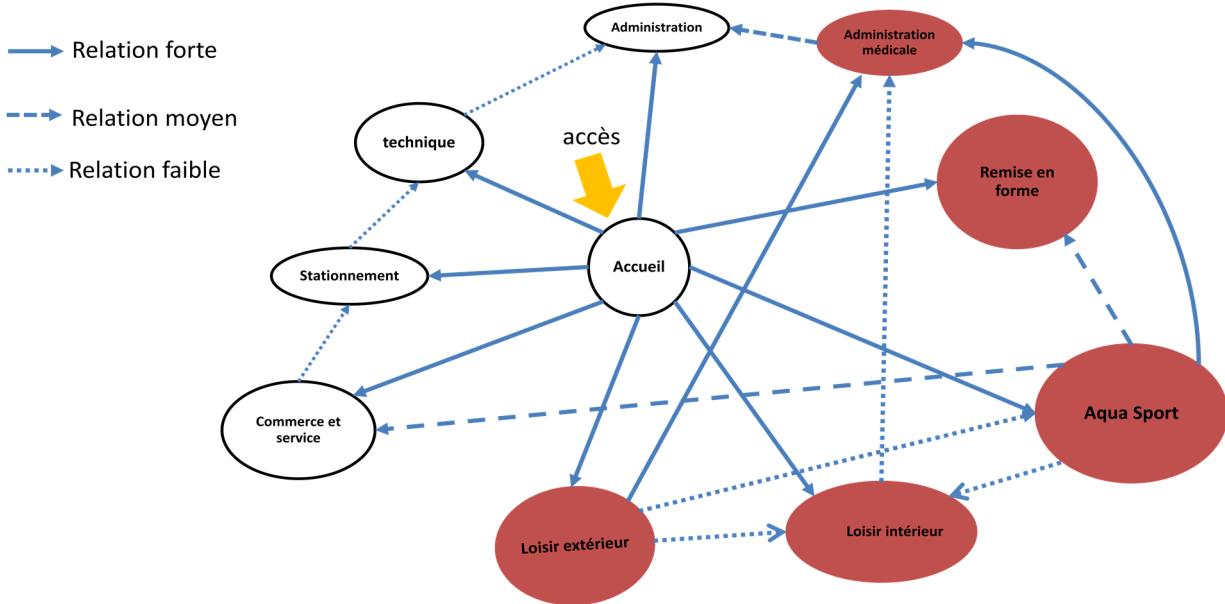 Relation forte
Relation moyen
Relation faible
accès
Administration
Administration
médicale
technique
Remise en
forme
Accueil
Stationnement
Commerce et
service
Aqua Sport
Loisir extérieur
Loisir intérieur